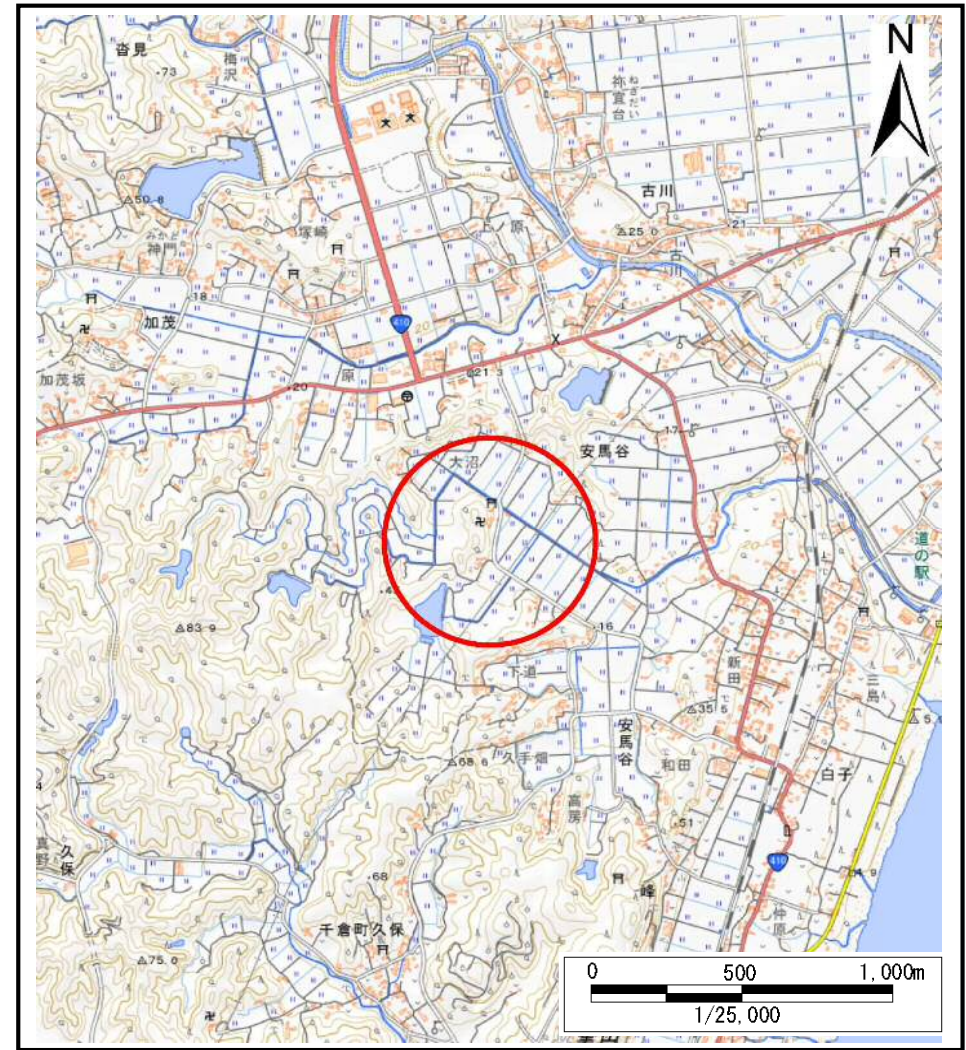 沓見
・73
梅沢
N
祢宜台
ねぎだい
古川
△50.8
みかど
神門
塚崎
上ノ原
△25.0
・21
古川
18
加茂
410
加茂坂
原
・20
21.3
17
大沼
安馬谷
道の駅
△83.9
・16
下道
新田
三島
△35.5
安馬谷
△68.6
久手畑
和田
白子
高房
・51
410
4.9
真野
久保
・68
峰
仲原
千倉町久保
△75.0
0 500 1,000m
1/25,000